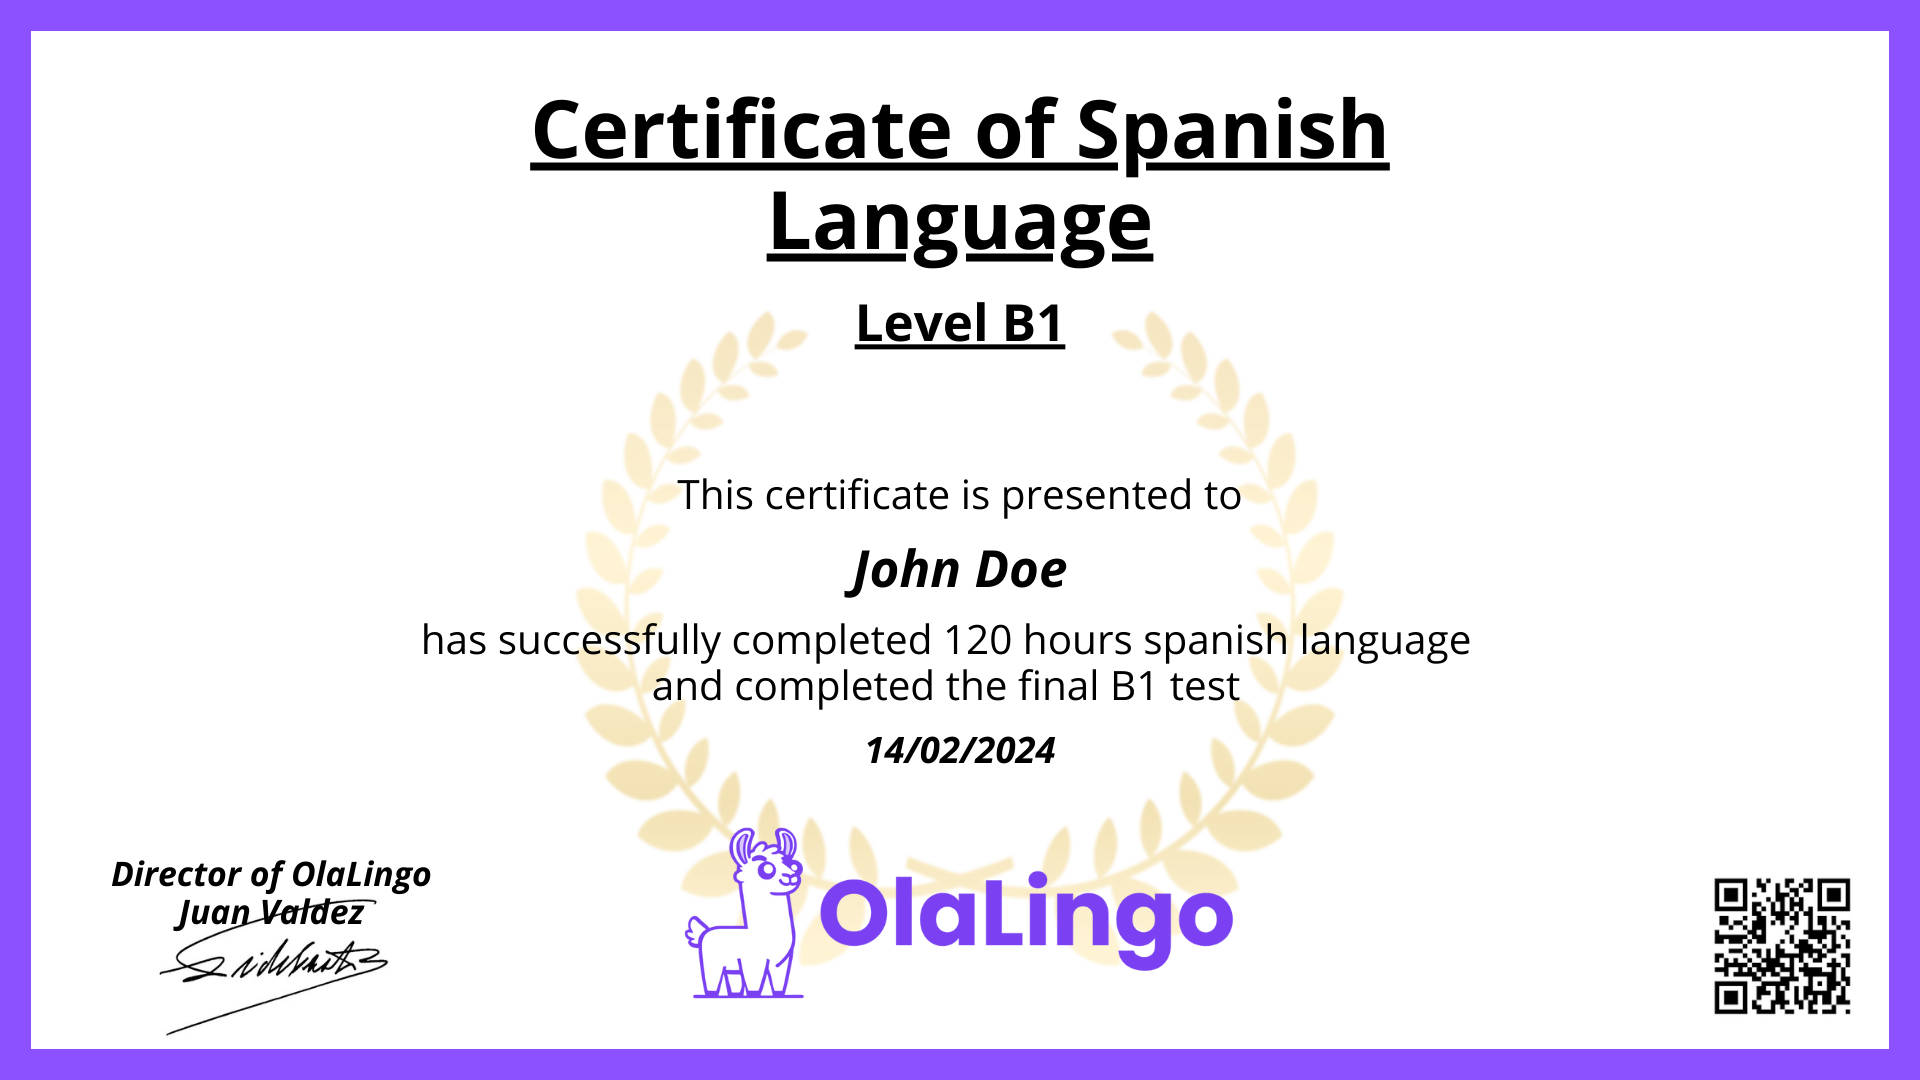 Certificate of Spanish
Language
Level B1
This certificate is presented to
John Doe
has successfully completed 120 hours spanish language
and completed the final B1 test
14/02/2024
Director of OlaLingo
Juan Valdez
OlaLingo